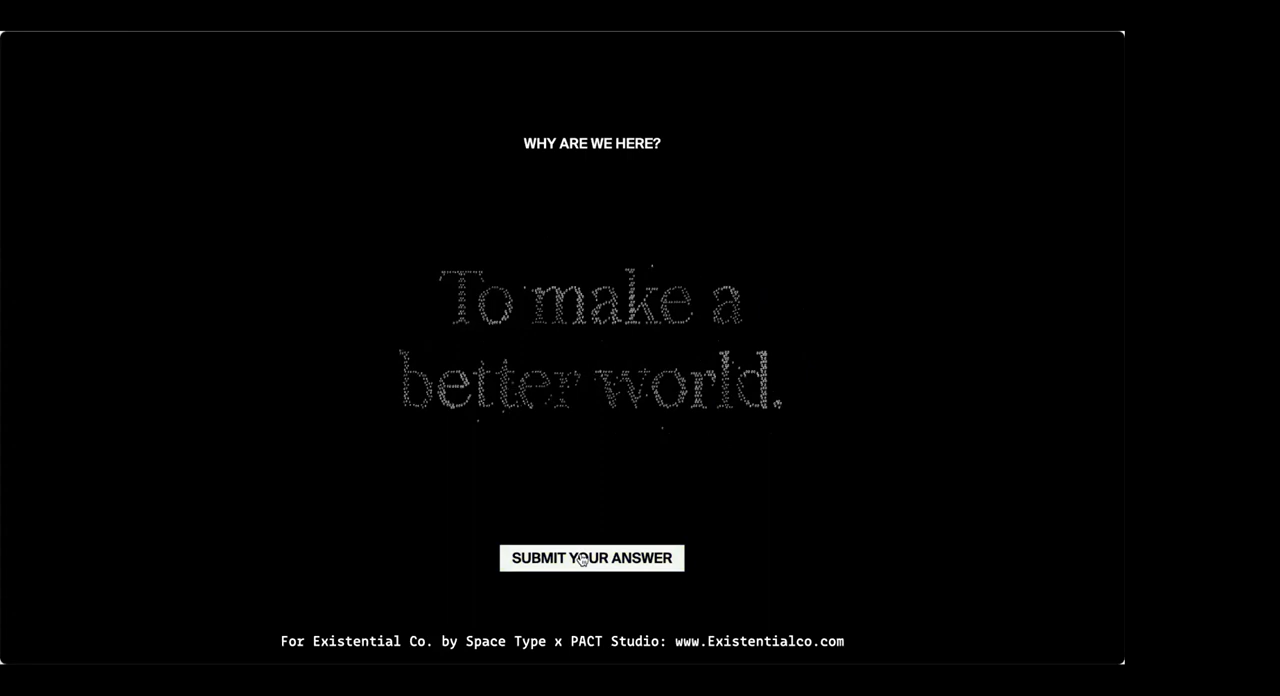 WHY ARE WE HERE?
To make a
better world.
SUBMIT YOUR ANSWER
For Existential Co. by Space Type x PACT Studio: www.Existentialco.com